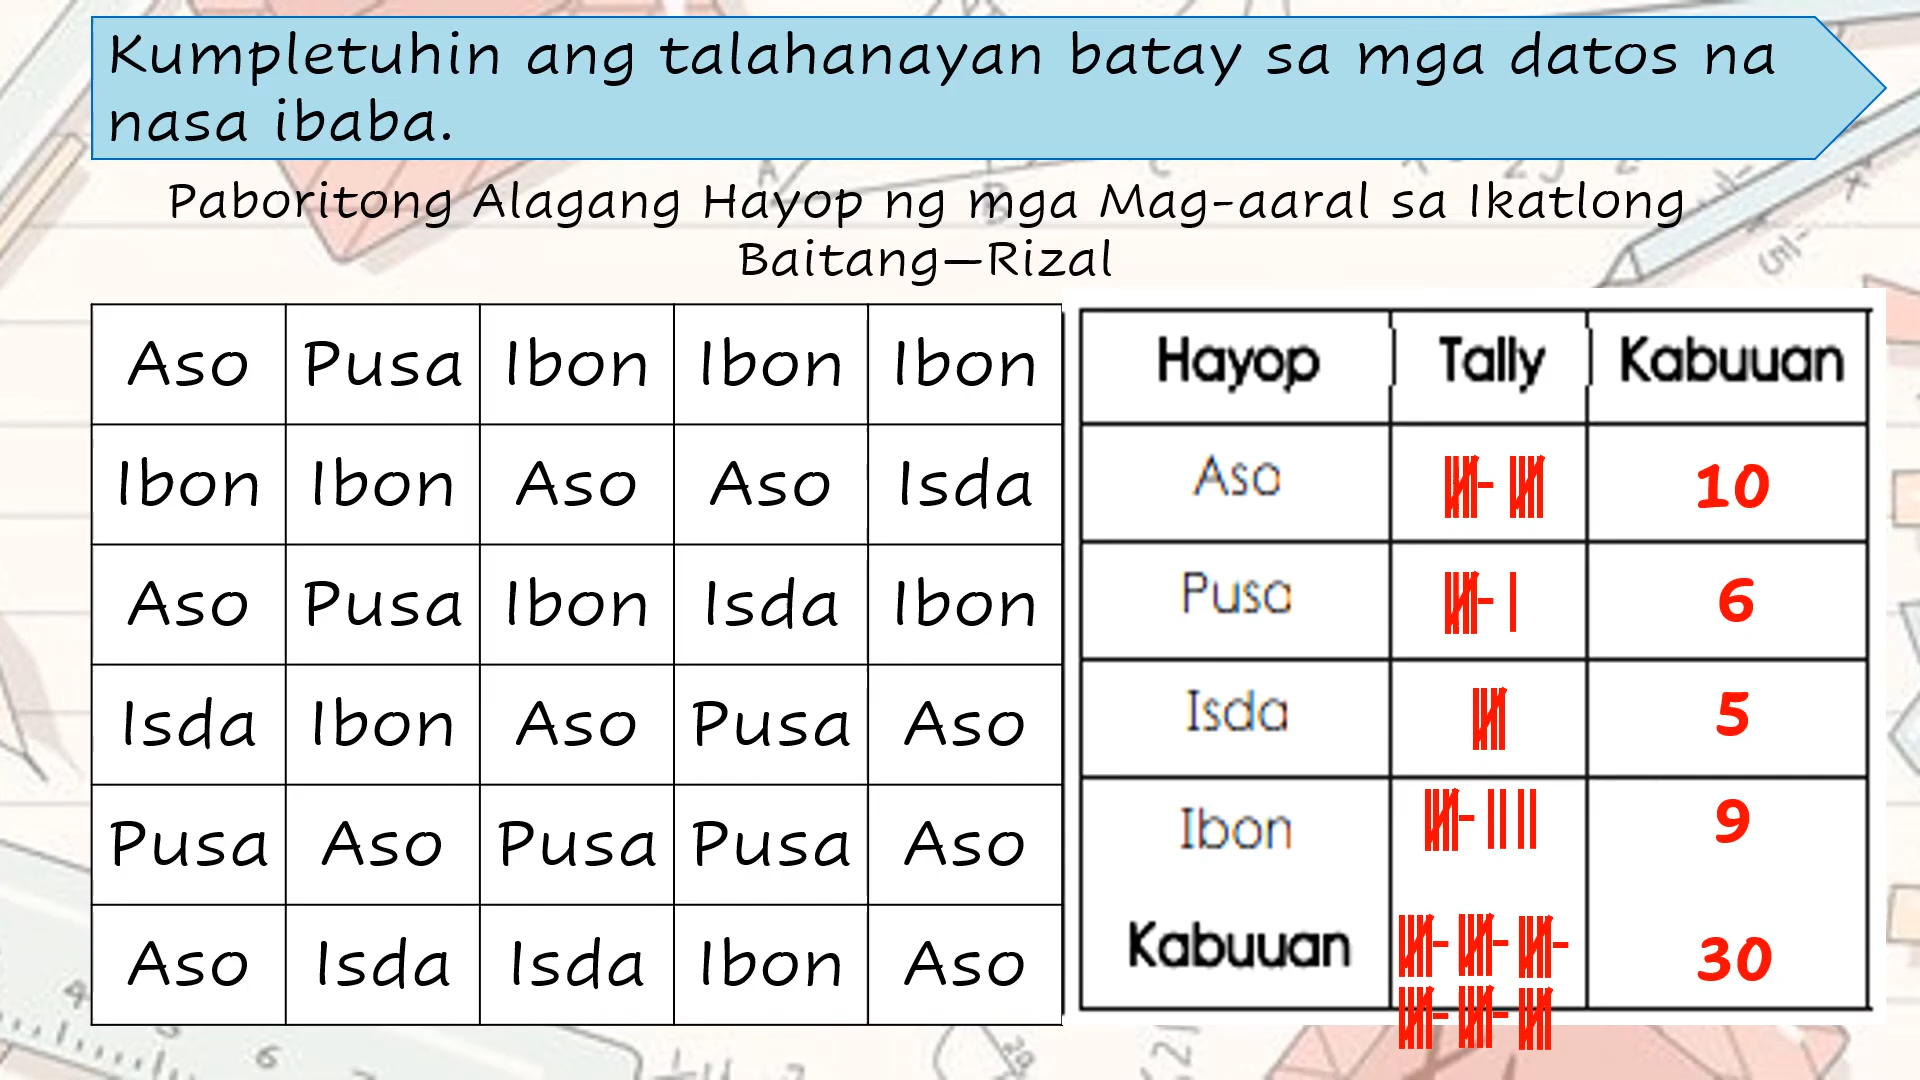 Kumpletuhin ang talahanayan batay sa mga datos na
nasa ibaba.
Paboritong Alagang Hayop ng mga Mag-aaral sa Ikatlong
Baitang—Rizal
Aso Pusa Ibon Ibon Ibon
Ibon Ibon Aso Aso Isda
Aso Pusa Ibon Isda Ibon
Isda Ibon Aso Pusa Aso
Pusa Aso Pusa Pusa Aso
Aso Isda Isda Ibon Aso
Hayop Tally Kabuuan
Aso 10
Pusa 6
Isda 5
Ibon 9
Kabuuan 30